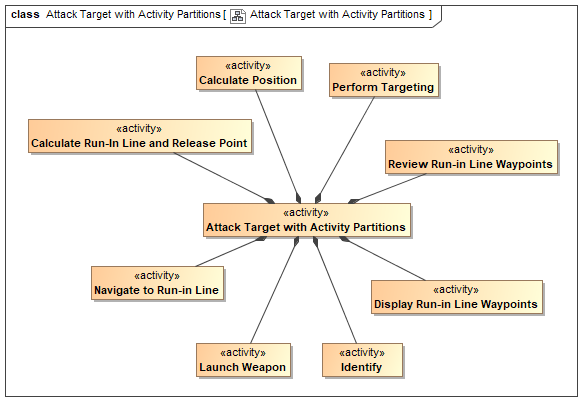 class Attack Target with Activity Partitions [ Attack Target with Activity Partitions ]
«activity»
Calculate Position
«activity»
Perform Targeting
«activity»
Calculate Run-In Line and Release Point
«activity»
Review Run-in Line Waypoints
«activity»
Attack Target with Activity Partitions
«activity»
Navigate to Run-in Line
«activity»
Display Run-in Line Waypoints
«activity»
Launch Weapon
«activity»
Identify